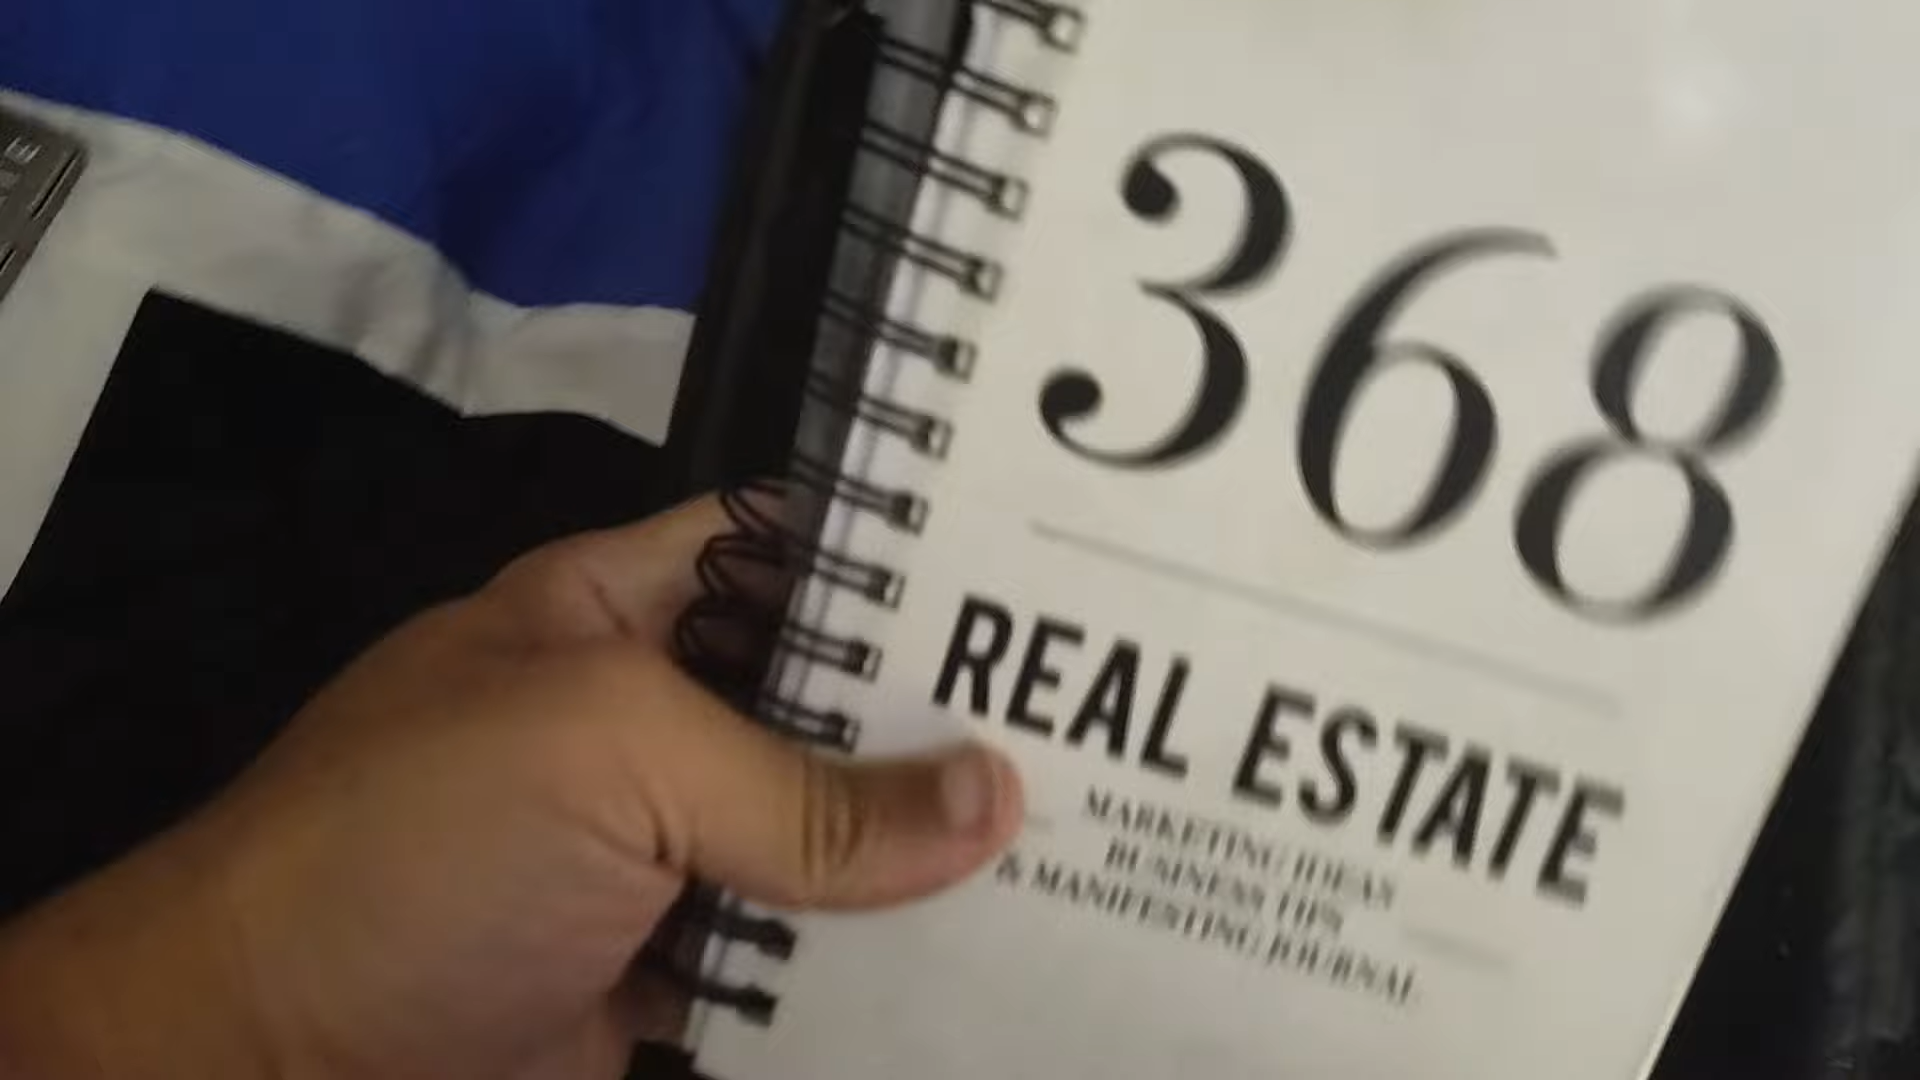 368
REAL ESTATE
MARKETING IDEAS
BUSINESS TIPS
& MANIFESTING JOURNAL